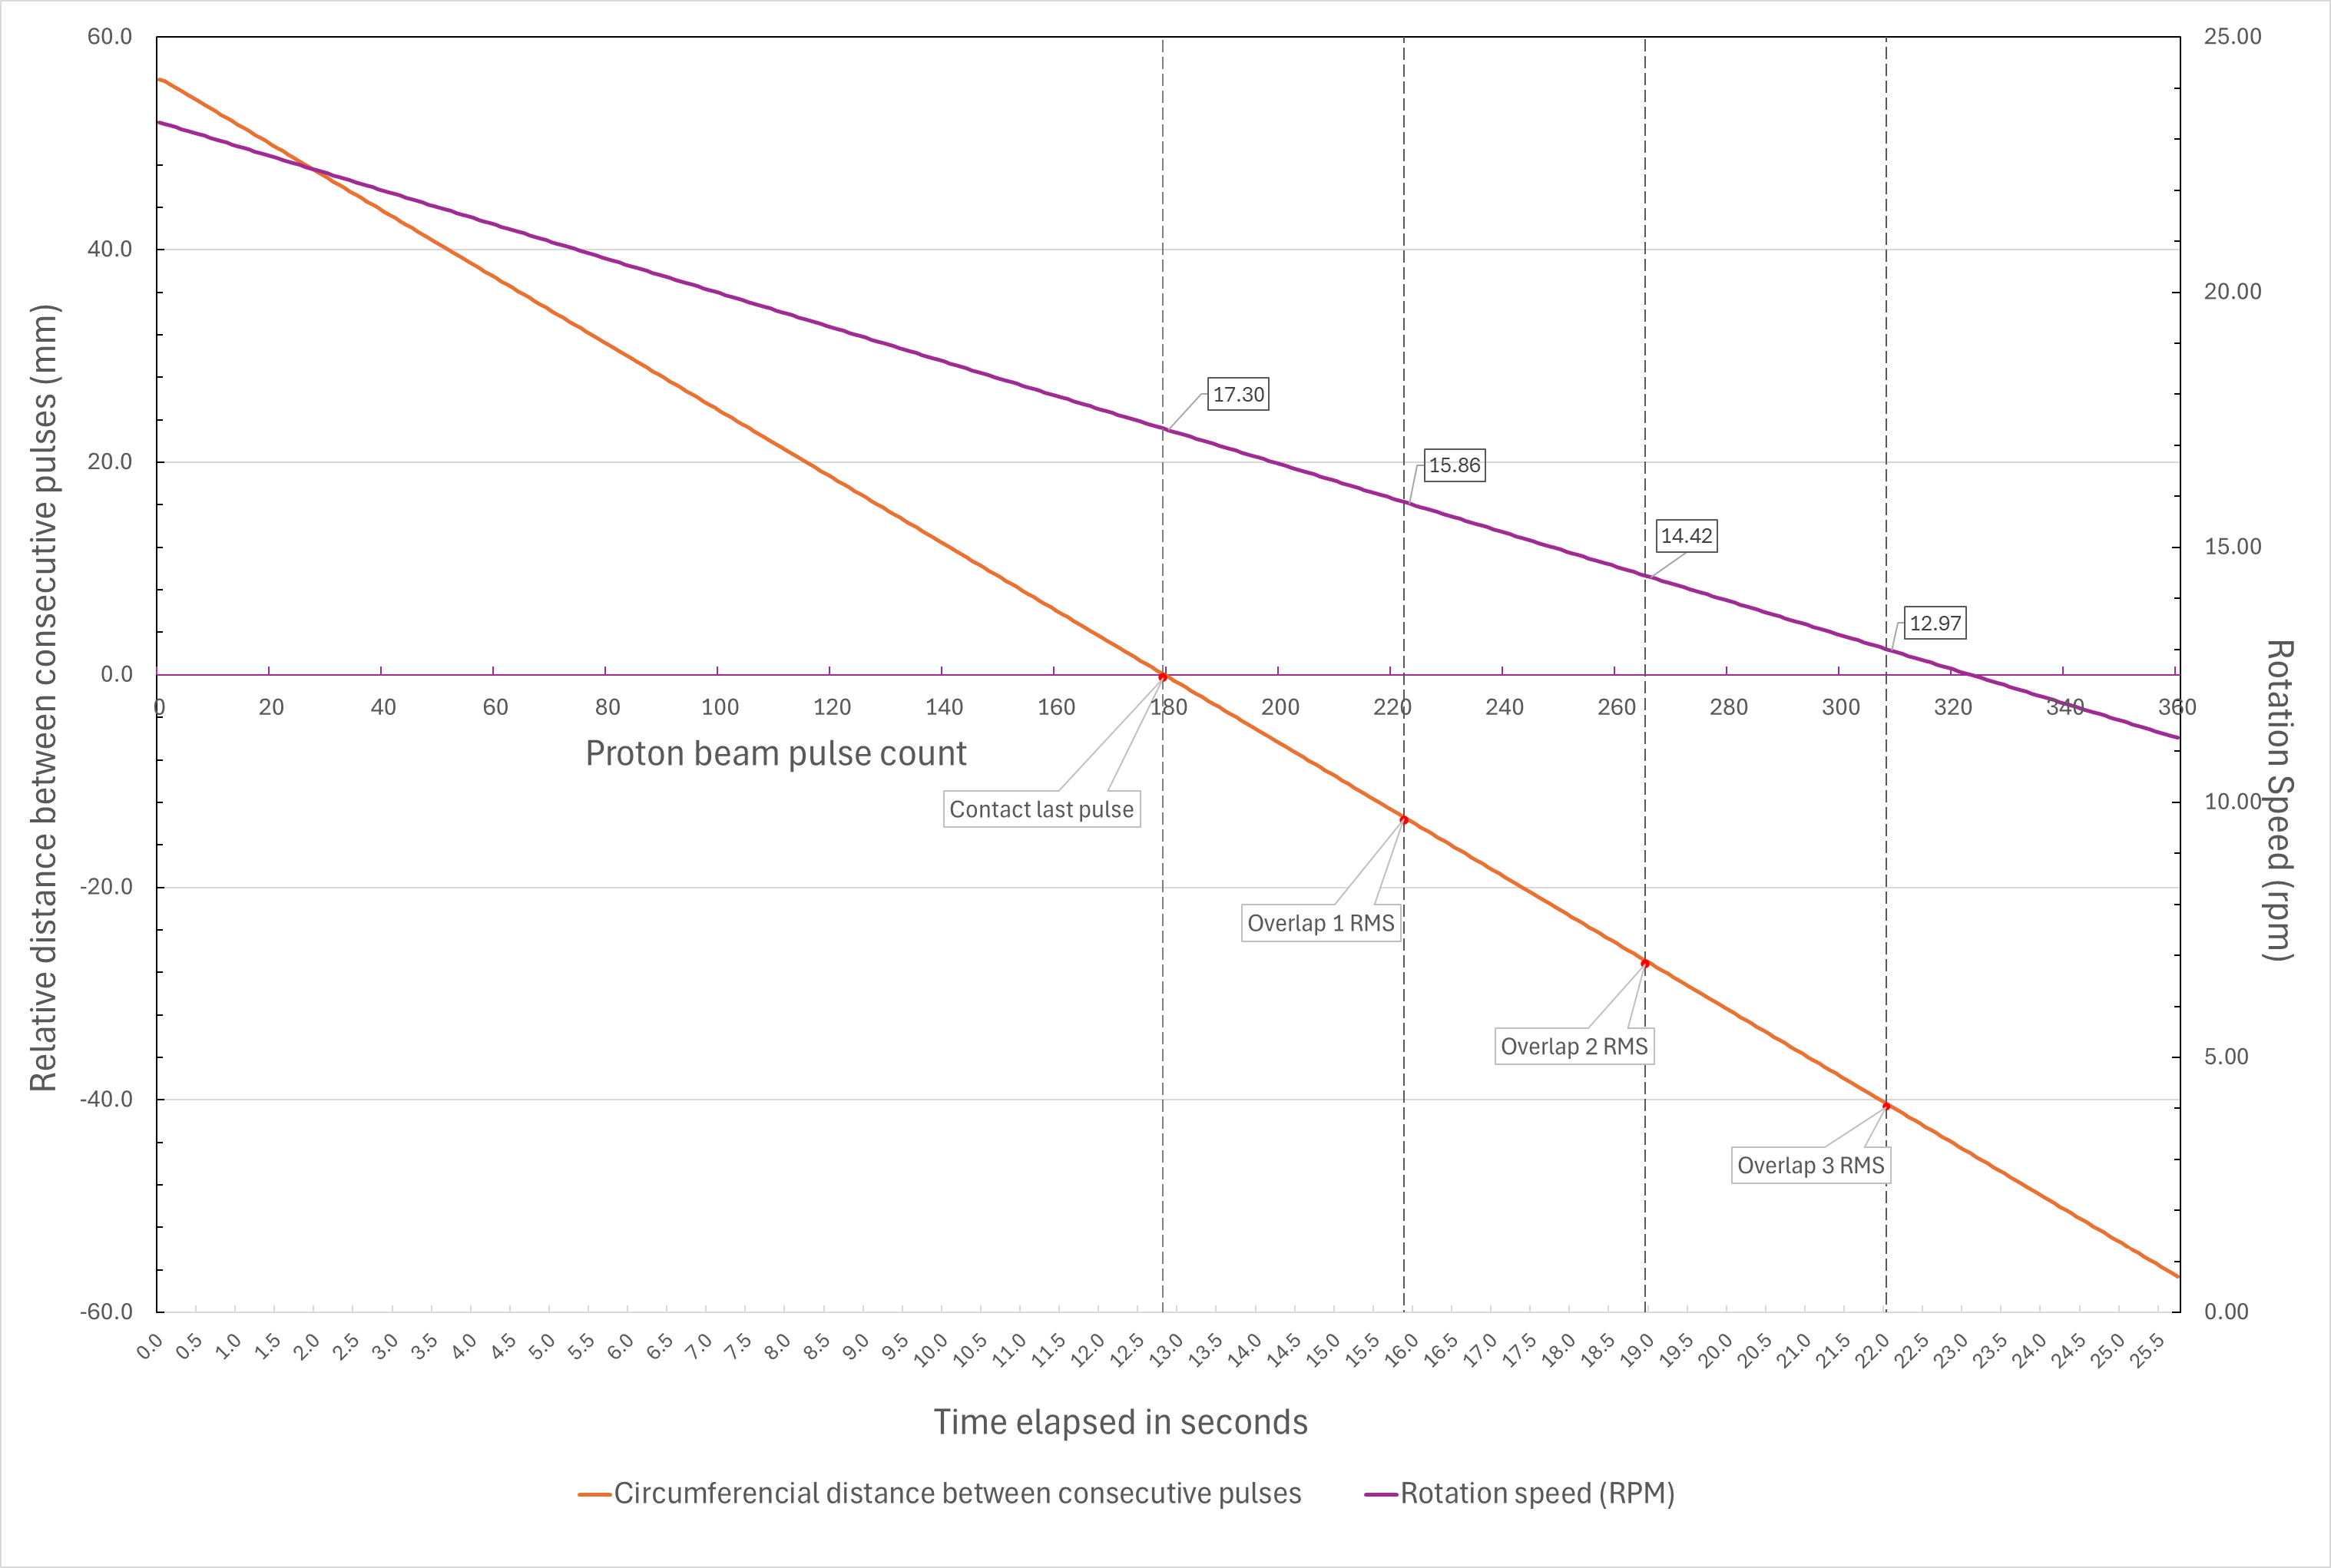 60.0
40.0
20.0
0.0
-20.0
-40.0
-60.0
Relative distance between consecutive pulses (mm)
25.00
20.00
15.00
10.00
5.00
0.00
Rotation Speed (rpm)
17.30
15.86
14.42
12.97
0 20 40 60 80 100 120 140 160 180 200 220 240 260 280 300 320 340 360
Proton beam pulse count
Contact last pulse
Overlap 1 RMS
Overlap 2 RMS
Overlap 3 RMS
0.0 0.5 1.0 1.5 2.0 2.5 3.0 3.5 4.0 4.5 5.0 5.5 6.0 6.5 7.0 7.5 8.0 8.5 9.0 9.5 10.0 10.5 11.0 11.5 12.0 12.5 13.0 13.5 14.0 14.5 15.0 15.5 16.0 16.5 17.0 17.5 18.0 18.5 19.0 19.5 20.0 20.5 21.0 21.5 22.0 22.5 23.0 23.5 24.0 24.5 25.0 25.5
Time elapsed in seconds
Circumferencial distance between consecutive pulses
Rotation speed (RPM)